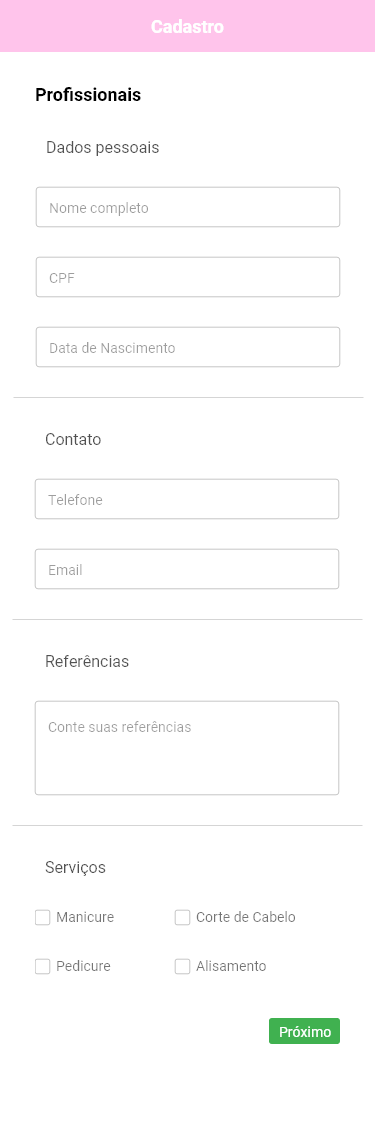 Cadastro
Profissionais
Dados pessoais
Nome completo
CPF
Data de Nascimento
Contato
Telefone
Email
Referências
Conte suas referências
Serviços
Manicure
Corte de Cabelo
Pedicure
Alisamento
Próximo